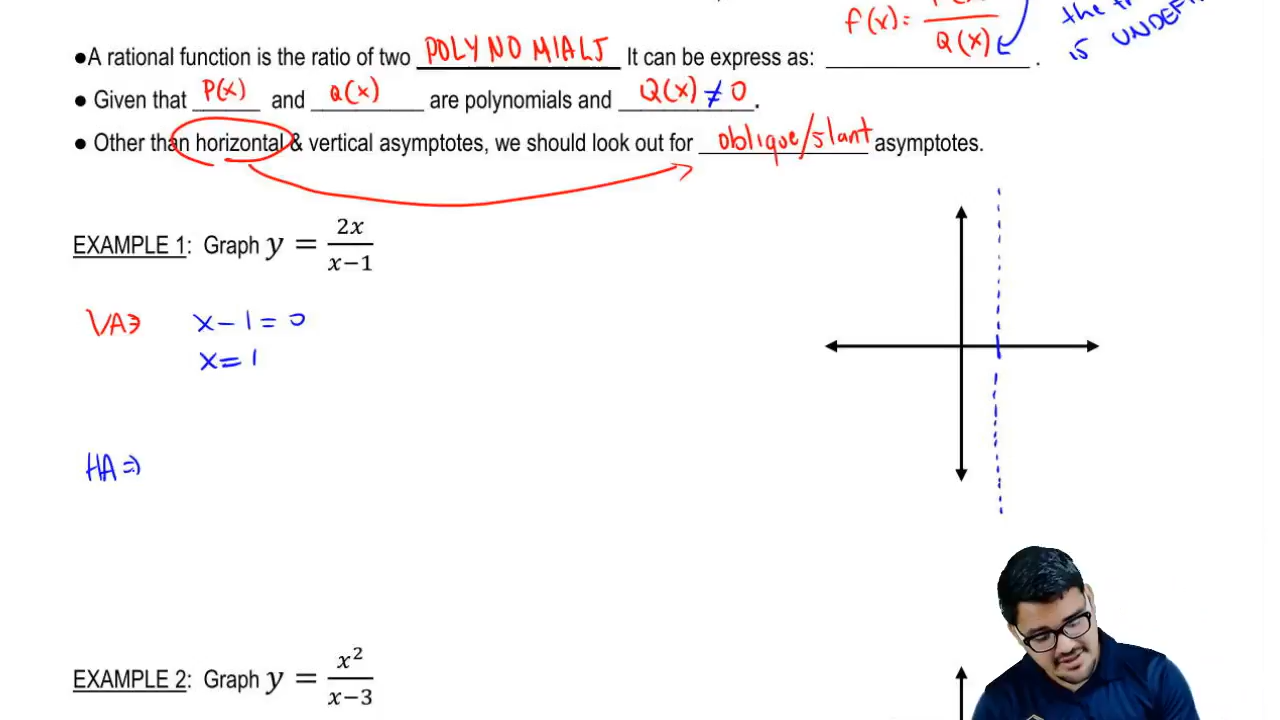 the
f(x) = Q(x)
is UNDEFI
●A rational function is the ratio of two POLYNOMIALS It can be express as: ____________.
● Given that P(x) and Q(x) are polynomials and Q(x) ≠ 0.
● Other than horizontal & vertical asymptotes, we should look out for oblique/slant asymptotes.
EXAMPLE 1: Graph y = 2x/x−1
VA⇒ x − 1 = 0
x = 1
HA ⇒
EXAMPLE 2: Graph y = x²/x−3